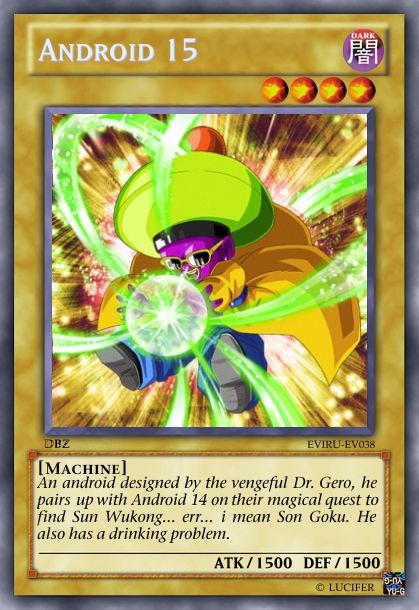 ANDROID 15
DARK
闇
DBZ
EVIRU-EV038
[MACHINE]
An android designed by the vengeful Dr. Gero, he
pairs up with Android 14 on their magical quest to
find Sun Wukong... err... i mean Son Goku. He
also has a drinking problem.
ATK / 1500 DEF / 1500
© LUCIFER
YU-G